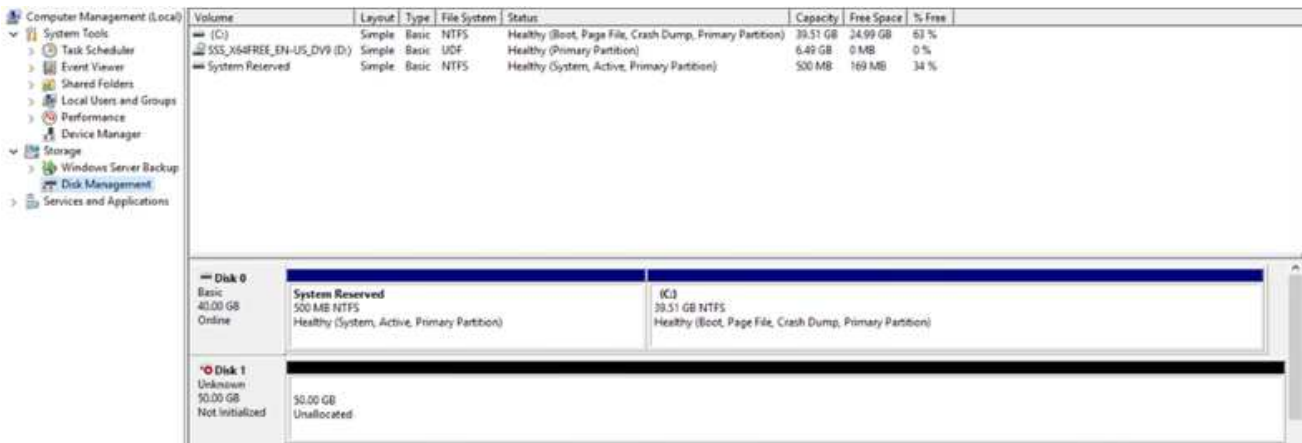 Computer Management (Local)
System Tools
Task Scheduler
Event Viewer
Shared Folders
Local Users and Groups
Performance
Device Manager
Storage
Windows Server Backup
Disk Management
Services and Applications
Volume Layout Type File System Status Capacity Free Space % Free
(C:) Simple Basic NTFS Healthy (Boot, Page File, Crash Dump, Primary Partition) 39.51 GB 24.99 GB 63 %
SSS_X64FREE_EN-US_DV9 (D:) Simple Basic UDF Healthy (Primary Partition) 6.49 GB 0 MB 0 %
System Reserved Simple Basic NTFS Healthy (System, Active, Primary Partition) 500 MB 169 MB 34 %
Disk 0
Basic
40.00 GB
Online
System Reserved
500 MB NTFS
Healthy (System, Active, Primary Partition)
(C:)
39.51 GB NTFS
Healthy (Boot, Page File, Crash Dump, Primary Partition)
Disk 1
Unknown
50.00 GB
Not Initialized
50.00 GB
Unallocated